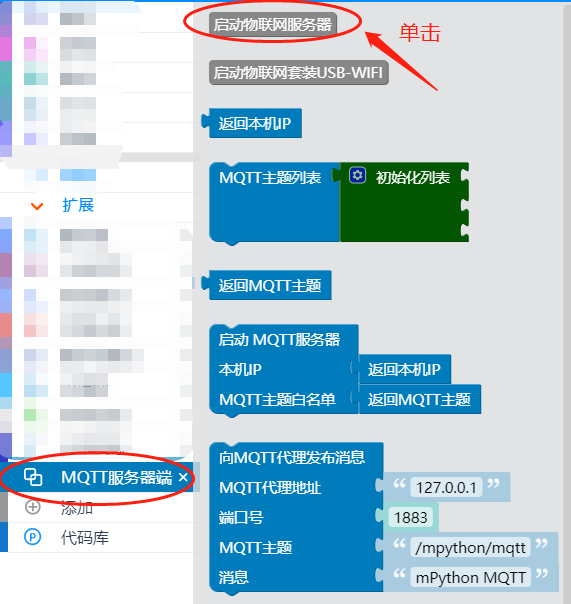 启动物联网服务器
单击
启动物联网套装USB-WIFI
返回本机IP
MQTT主题列表 初始化列表
扩展
返回MQTT主题
启动 MQTT服务器
本机IP 返回本机IP
MQTT主题白名单 返回MQTT主题
向MQTT代理发布消息
MQTT服务器端 ×
MQTT代理地址 “ 127.0.0.1 ”
添加
端口号 1883
代码库
MQTT主题 “ /mpython/mqtt ”
消息 “ mPython MQTT ”